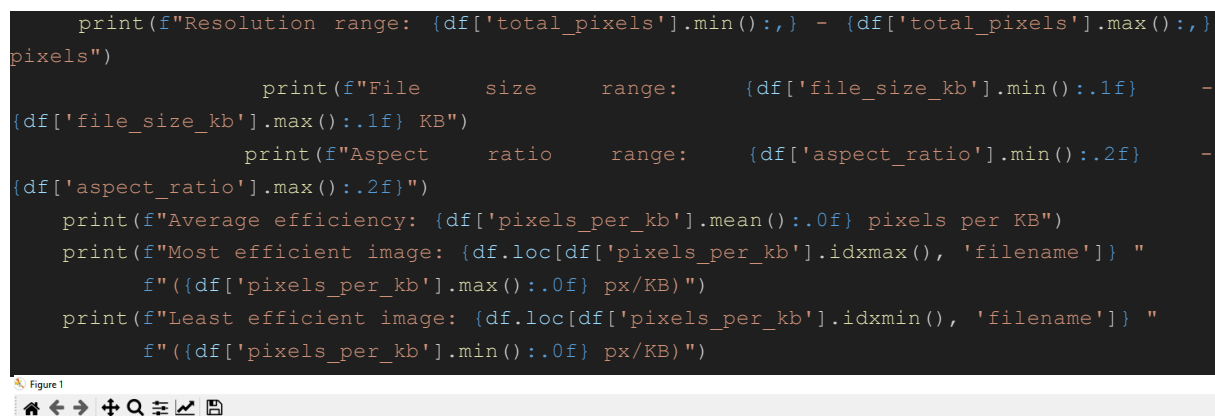 print(f"Resolution range: {df['total_pixels'].min():,} - {df['total_pixels'].max():,}
pixels")
print(f"File size range: {df['file_size_kb'].min():.1f} -
{df['file_size_kb'].max():.1f} KB")
print(f"Aspect ratio range: {df['aspect_ratio'].min():.2f} -
{df['aspect_ratio'].max():.2f}")
print(f"Average efficiency: {df['pixels_per_kb'].mean():.0f} pixels per KB")
print(f"Most efficient image: {df.loc[df['pixels_per_kb'].idxmax(), 'filename']} "
f"({df['pixels_per_kb'].max():.0f} px/KB)")
print(f"Least efficient image: {df.loc[df['pixels_per_kb'].idxmin(), 'filename']} "
f"({df['pixels_per_kb'].min():.0f} px/KB)")
Figure 1